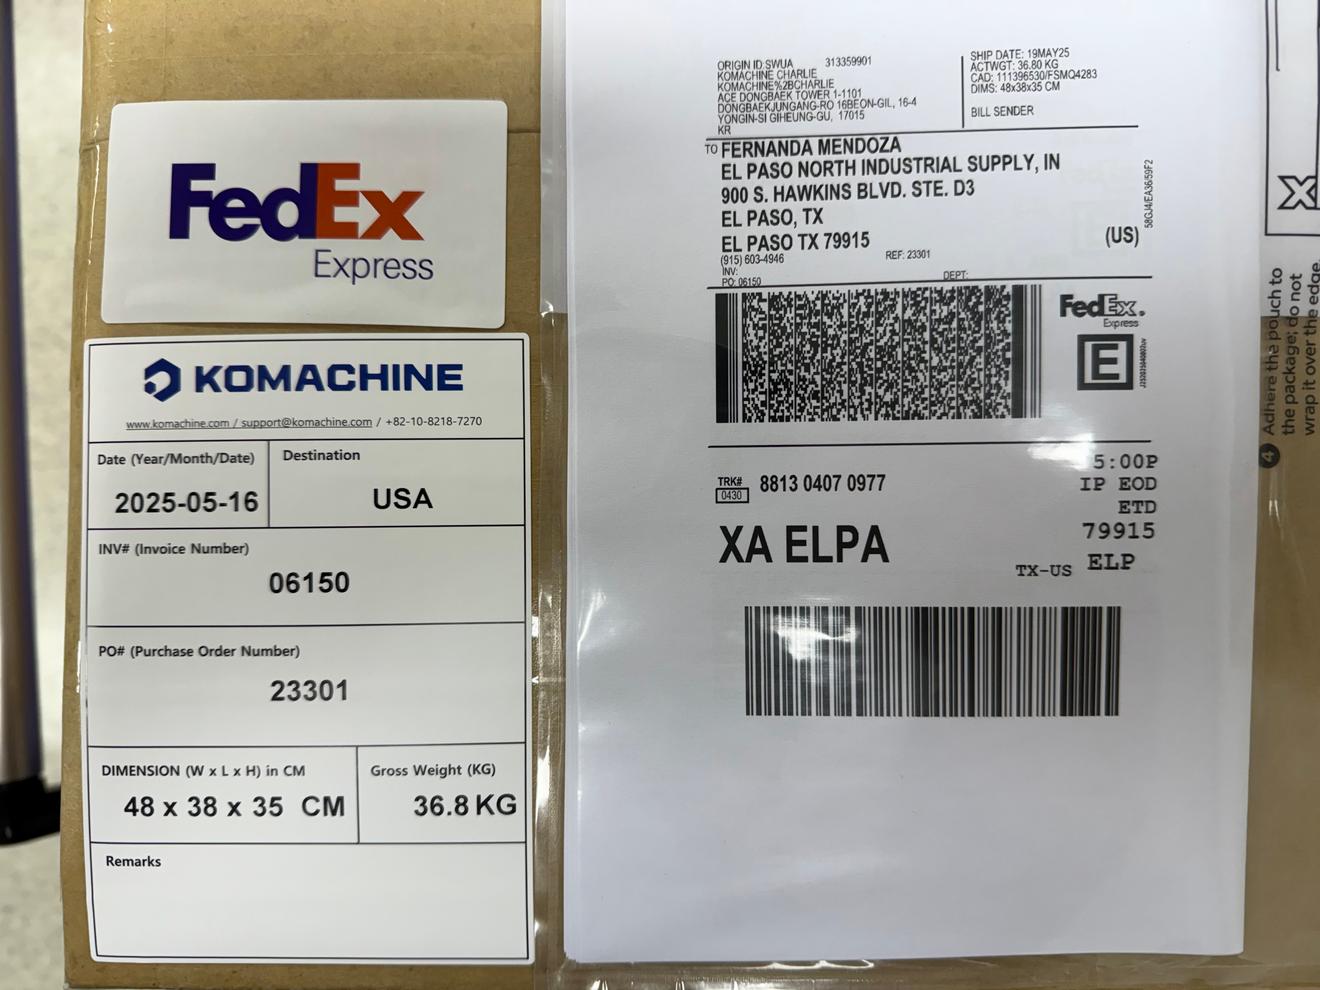 FedEx
Express
KOMACHINE
www.komachine.com / support@komachine.com / +82-10-8218-7270
Date (Year/Month/Date)
2025-05-16
Destination
USA
INV# (Invoice Number)
06150
PO# (Purchase Order Number)
23301
DIMENSION (W x L x H) in CM
48 x 38 x 35 CM
Gross Weight (KG)
36.8 KG
Remarks
ORIGIN ID:SWUA 313359901
KOMACHINE CHARLIE
KOMACHINE%2BCHARLIE
ACE DONGBAEK TOWER 1-1101
DONGBAEKJUNGANG-RO 16BEON-GIL, 16-4
YONGIN-SI GIHEUNG-GU, 17015
KR
SHIP DATE: 19MAY25
ACTWGT: 36.80 KG
CAD: 111396530/FSMQ4283
DIMS: 48x38x35 CM
BILL SENDER
TO FERNANDA MENDOZA
EL PASO NORTH INDUSTRIAL SUPPLY, IN
900 S. HAWKINS BLVD. STE. D3
EL PASO, TX
EL PASO TX 79915
(US)
(915) 603-4946
REF: 23301
INV:
PO: 06150
DEPT:
58GJ4/EA36/59F2
FedEx.
Express
E
TRK# 8813 0407 0977
0430
5:00P
IP EOD
ETD
79915
XA ELPA
TX-US ELP
X
4 Adhere the pouch to
the package; do not
wrap it over the edge.